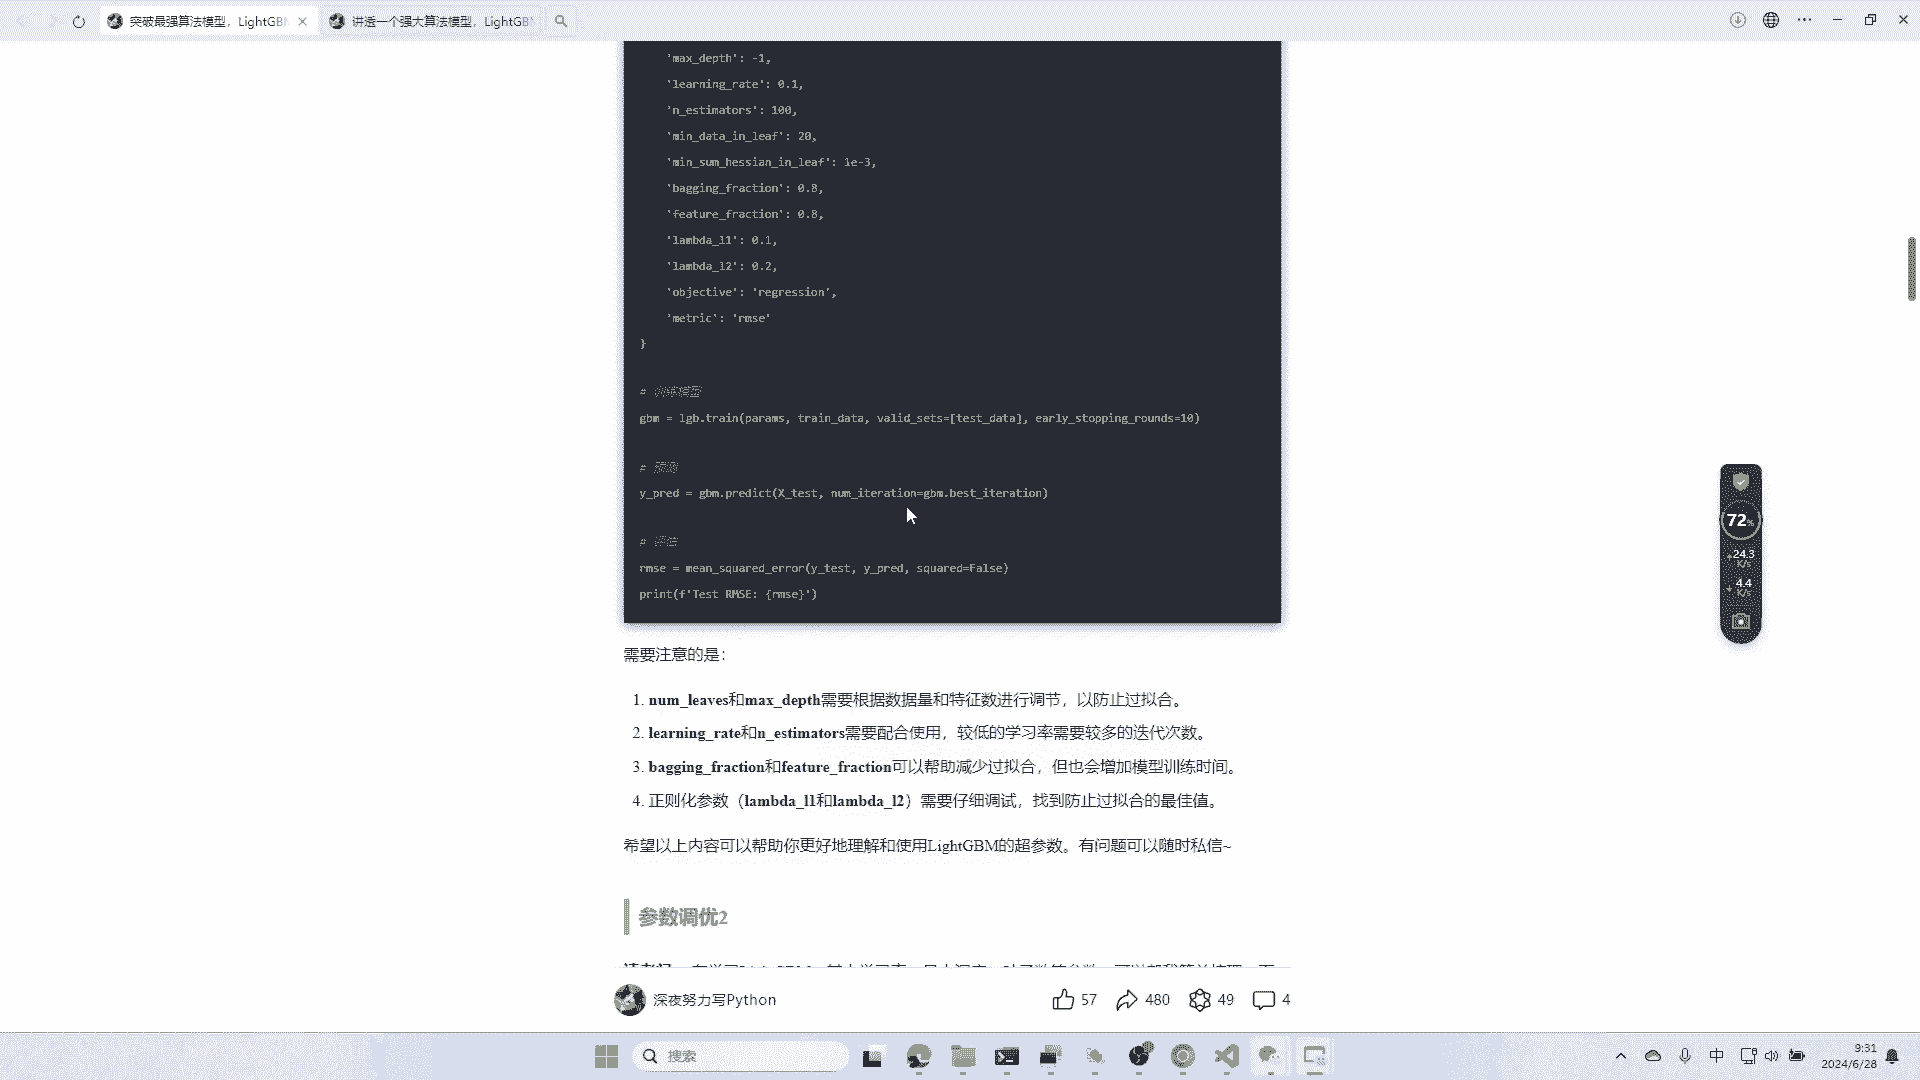 突破最强算法模型，LightGB
讲透一个强大算法模型，LightGB
'max_depth': -1,
'learning_rate': 0.1,
'n_estimators': 100,
'min_data_in_leaf': 20,
'min_sum_hessian_in_leaf': 1e-3,
'bagging_fraction': 0.8,
'feature_fraction': 0.8,
'lambda_l1': 0.1,
'lambda_l2': 0.2,
'objective': 'regression',
'metric': 'rmse'
}
# 训练模型
gbm = lgb.train(params, train_data, valid_sets=[test_data], early_stopping_rounds=10)
# 预测
y_pred = gbm.predict(X_test, num_iteration=gbm.best_iteration)
# 评估
rmse = mean_squared_error(y_test, y_pred, squared=False)
print(f'Test RMSE: {rmse}')
需要注意的是：
1. num_leaves和max_depth需要根据数据量和特征数进行调节，以防止过拟合。
2. learning_rate和n_estimators需要配合使用，较低的学习率需要较多的迭代次数。
3. bagging_fraction和feature_fraction可以帮助减少过拟合，但也会增加模型训练时间。
4. 正则化参数（lambda_l1和lambda_l2）需要仔细调试，找到防止过拟合的最佳值。
希望以上内容可以帮助你更好地理解和使用LightGBM的超参数。有问题可以随时私信~
参数调优2
深夜努力写Python
57
480
49
4
72%
24.3
K/s
4.4
K/s
搜索
中
9:31
2024/6/28